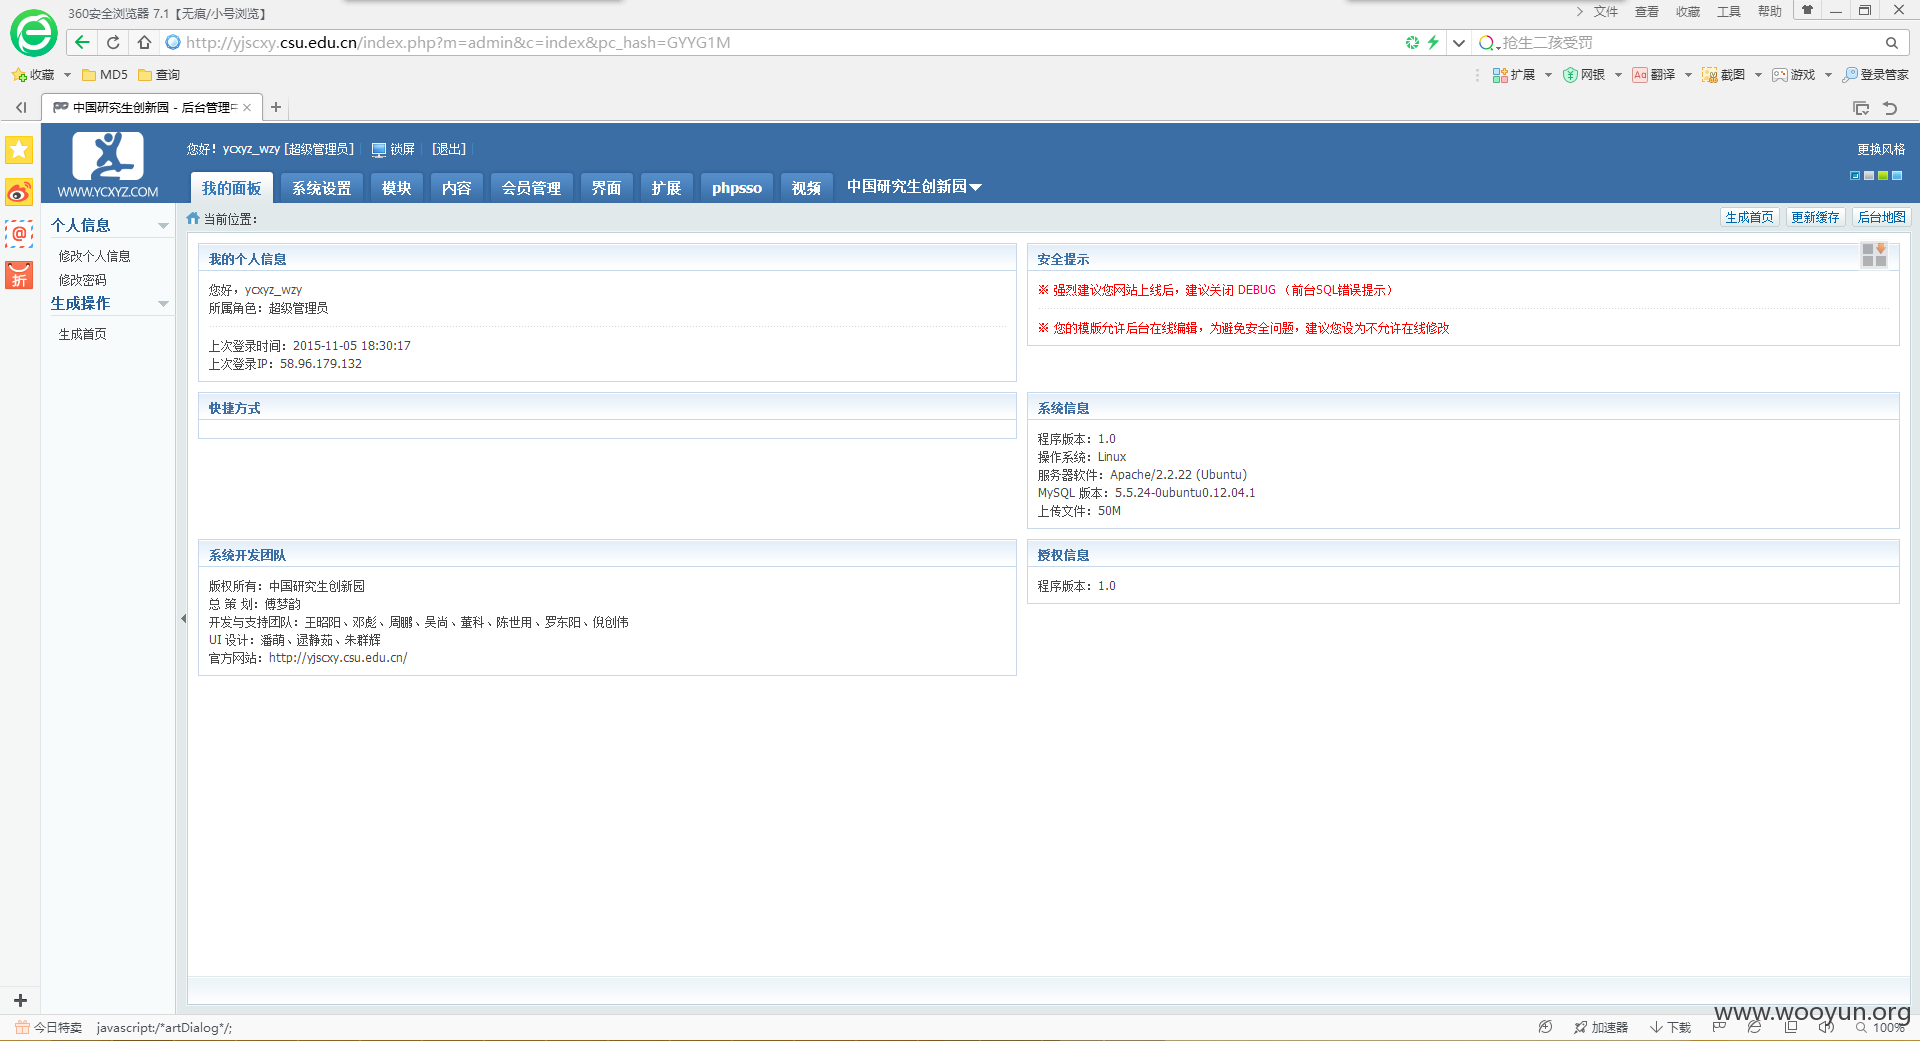 360安全浏览器 7.1【无痕/小号浏览】
文件 查看 收藏 工具 帮助
http://yjscxy.csu.edu.cn/index.php?m=admin&c=index&pc_hash=GYYG1M
抢生二孩受罚
收藏 MD5 查询
扩展 网银 Aa 翻译 截图 游戏 登录管家
中国研究生创新园 - 后台管理中
您好！ycxyz_wzy [超级管理员] 锁屏 [退出]
更换风格
WWW.YCXYZ.COM
我的面板 系统设置 模块 内容 会员管理 界面 扩展 phpsso 视频 中国研究生创新园
当前位置：
生成首页 更新缓存 后台地图
个人信息
修改个人信息
修改密码
生成操作
生成首页
折
我的个人信息
您好，ycxyz_wzy
所属角色：超级管理员
上次登录时间：2015-11-05 18:30:17
上次登录IP：58.96.179.132
安全提示
※ 强烈建议您网站上线后，建议关闭 DEBUG （前台SQL错误提示）
※ 您的模版允许后台在线编辑，为避免安全问题，建议您设为不允许在线修改
快捷方式
系统信息
程序版本：1.0
操作系统：Linux
服务器软件：Apache/2.2.22 (Ubuntu)
MySQL 版本：5.5.24-0ubuntu0.12.04.1
上传文件：50M
系统开发团队
版权所有：中国研究生创新园
总 策 划：傅梦韵
开发与支持团队：王昭阳、邓彪、周鹏、吴尚、董科、陈世用、罗东阳、倪创伟
UI 设计：潘萌、逯静茹、朱群辉
官方网站：http://yjscxy.csu.edu.cn/
授权信息
程序版本：1.0
www.wooyun.org
今日特卖 javascript:/*artDialog*/;
加速器 下载 100%